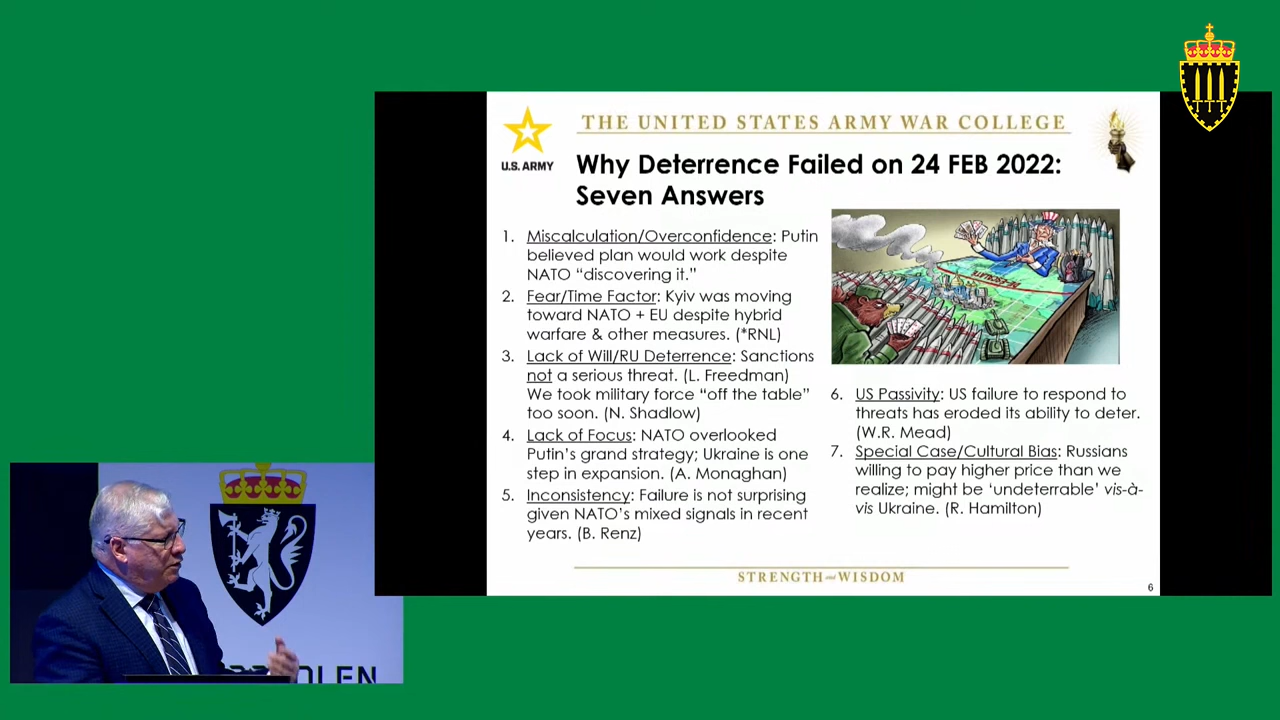 THE UNITED STATES ARMY WAR COLLEGE
U.S. ARMY
Why Deterrence Failed on 24 FEB 2022:
Seven Answers
1. Miscalculation/Overconfidence: Putin
believed plan would work despite
NATO “discovering it.”
2. Fear/Time Factor: Kyiv was moving
toward NATO + EU despite hybrid
warfare & other measures. (*RNL)
3. Lack of Will/RU Deterrence: Sanctions
not a serious threat. (L. Freedman)
We took military force “off the table”
too soon. (N. Shadlow)
4. Lack of Focus: NATO overlooked
Putin’s grand strategy; Ukraine is one
step in expansion. (A. Monaghan)
5. Inconsistency: Failure is not surprising
given NATO’s mixed signals in recent
years. (B. Renz)
6. US Passivity: US failure to respond to
threats has eroded its ability to deter.
(W.R. Mead)
7. Special Case/Cultural Bias: Russians
willing to pay higher price than we
realize; might be ‘undeterrable’ vis-à-
vis Ukraine. (R. Hamilton)
STRENGTH and WISDOM
6